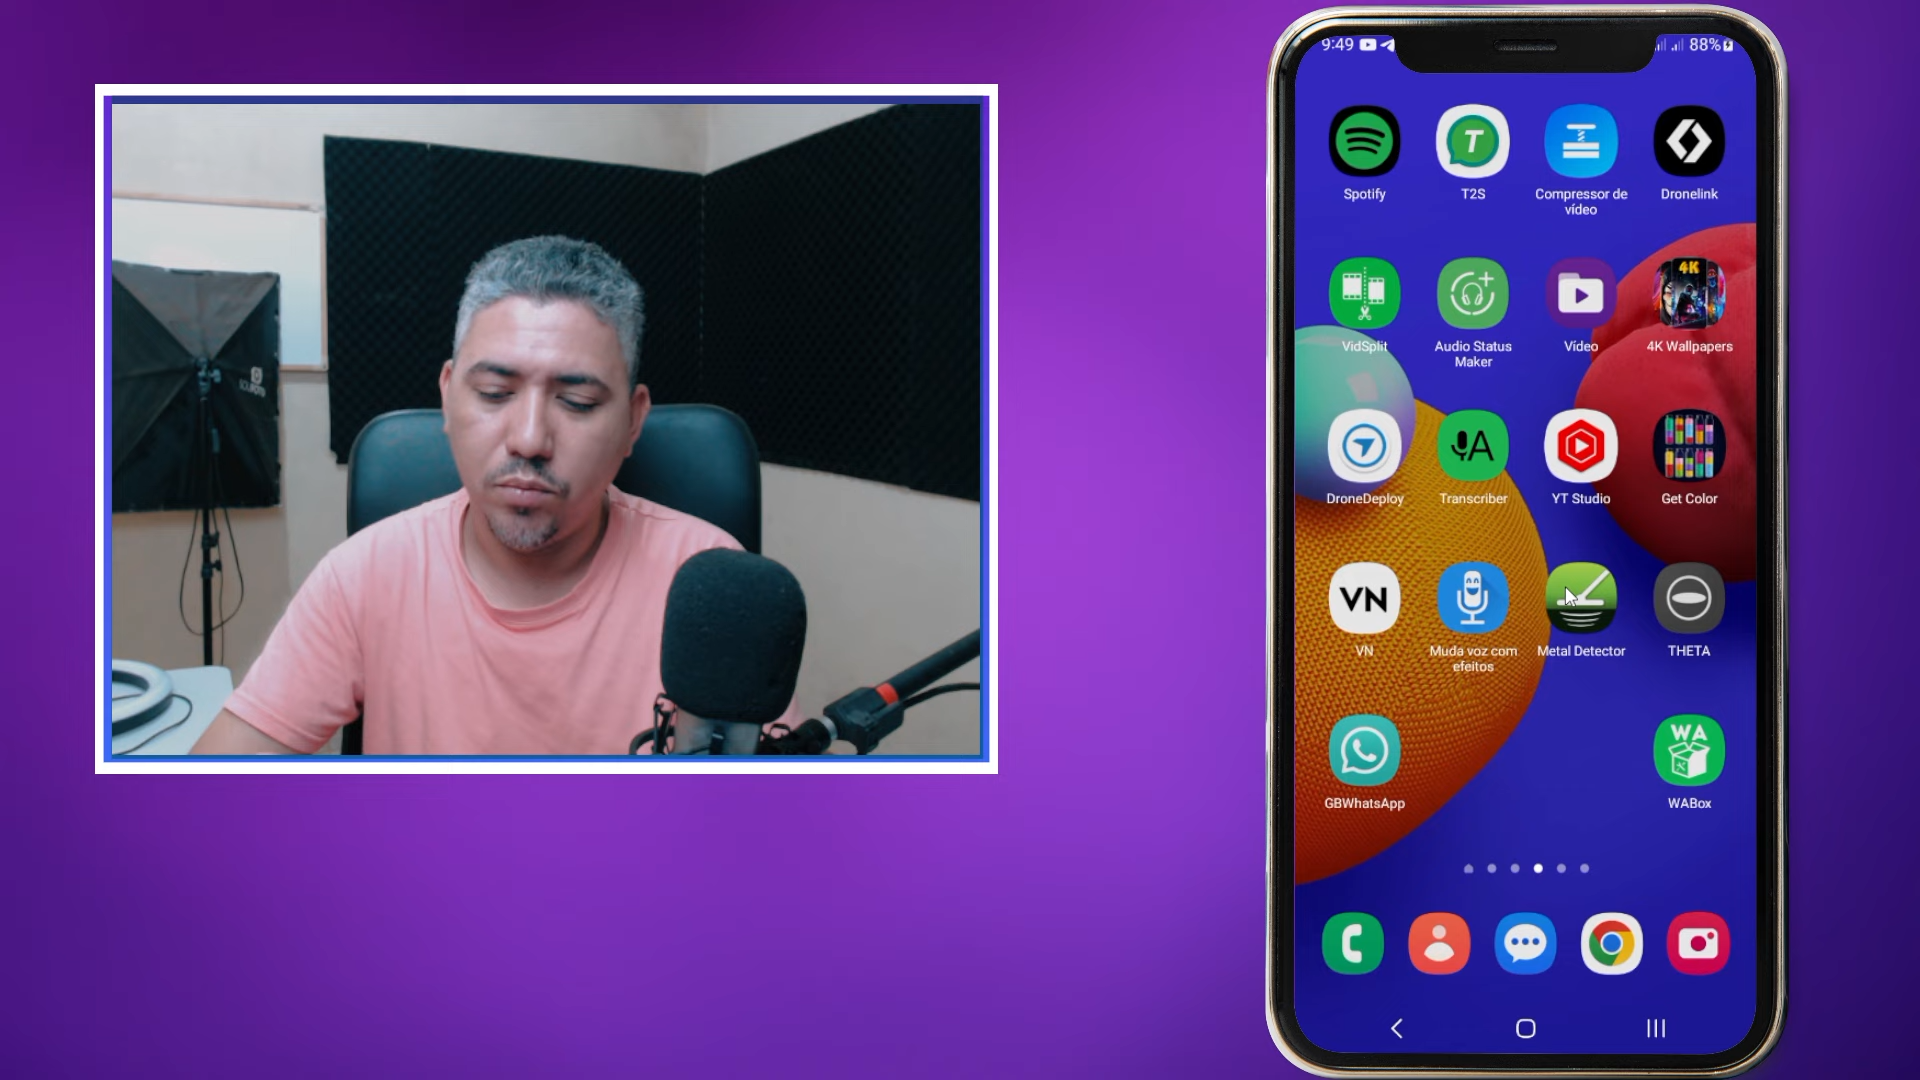 9:49
88%
Spotify
T
T2S
Compressor de
vídeo
Dronelink
VidSplit
Audio Status
Maker
Vídeo
4K
4K Wallpapers
DroneDeploy
A
Transcriber
YT Studio
Get Color
VN
VN
Muda voz com
efeitos
Metal Detector
THETA
GBWhatsApp
WA
WABox